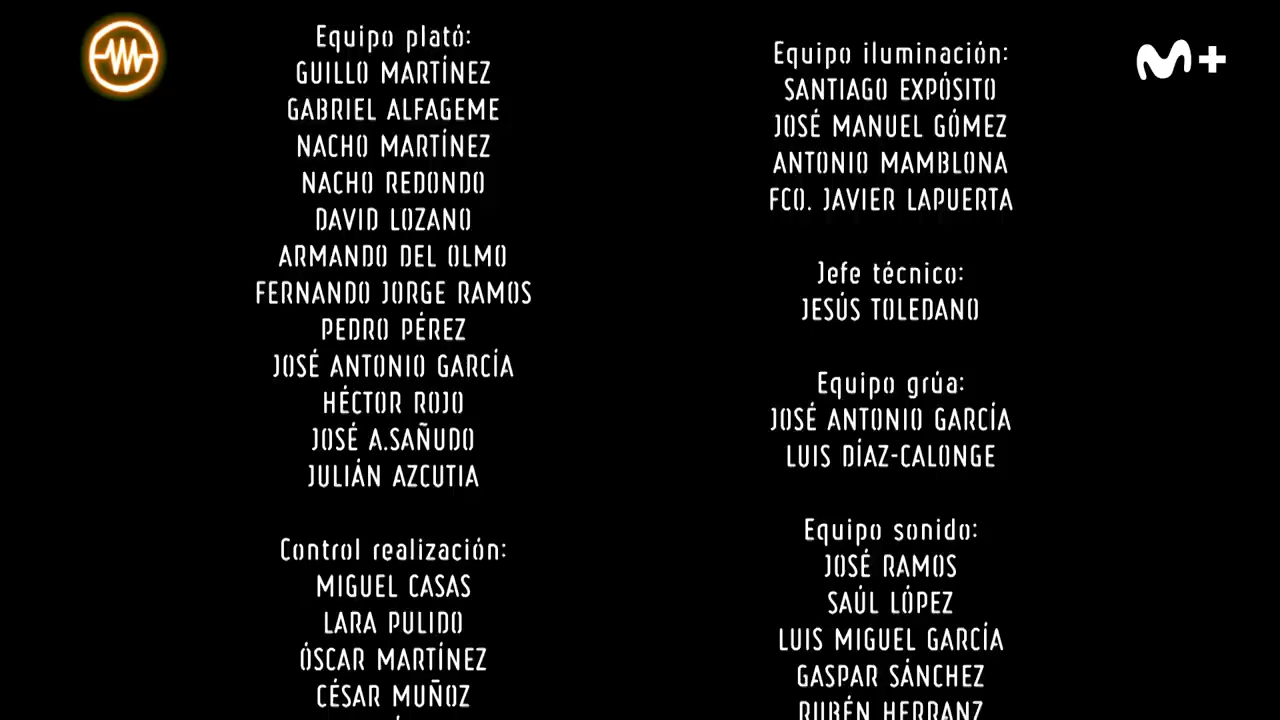 Equipo plató:
GUILLO MARTÍNEZ
GABRIEL ALFAGEME
NACHO MARTÍNEZ
NACHO REDONDO
DAVID LOZANO
ARMANDO DEL OLMO
FERNANDO JORGE RAMOS
PEDRO PÉREZ
JOSÉ ANTONIO GARCÍA
HÉCTOR ROJO
JOSÉ A.SAÑUDO
JULIÁN AZCUTIA
Control realización:
MIGUEL CASAS
LARA PULIDO
ÓSCAR MARTÍNEZ
CÉSAR MUÑOZ
Equipo iluminación:
SANTIAGO EXPÓSITO
JOSÉ MANUEL GÓMEZ
ANTONIO MAMBLONA
FCO. JAVIER LAPUERTA
Jefe técnico:
JESÚS TOLEDANO
Equipo grúa:
JOSÉ ANTONIO GARCÍA
LUIS DÍAZ-CALONGE
Equipo sonido:
JOSÉ RAMOS
SAÚL LÓPEZ
LUIS MIGUEL GARCÍA
GASPAR SÁNCHEZ
RUBÉN HERRANZ
M+